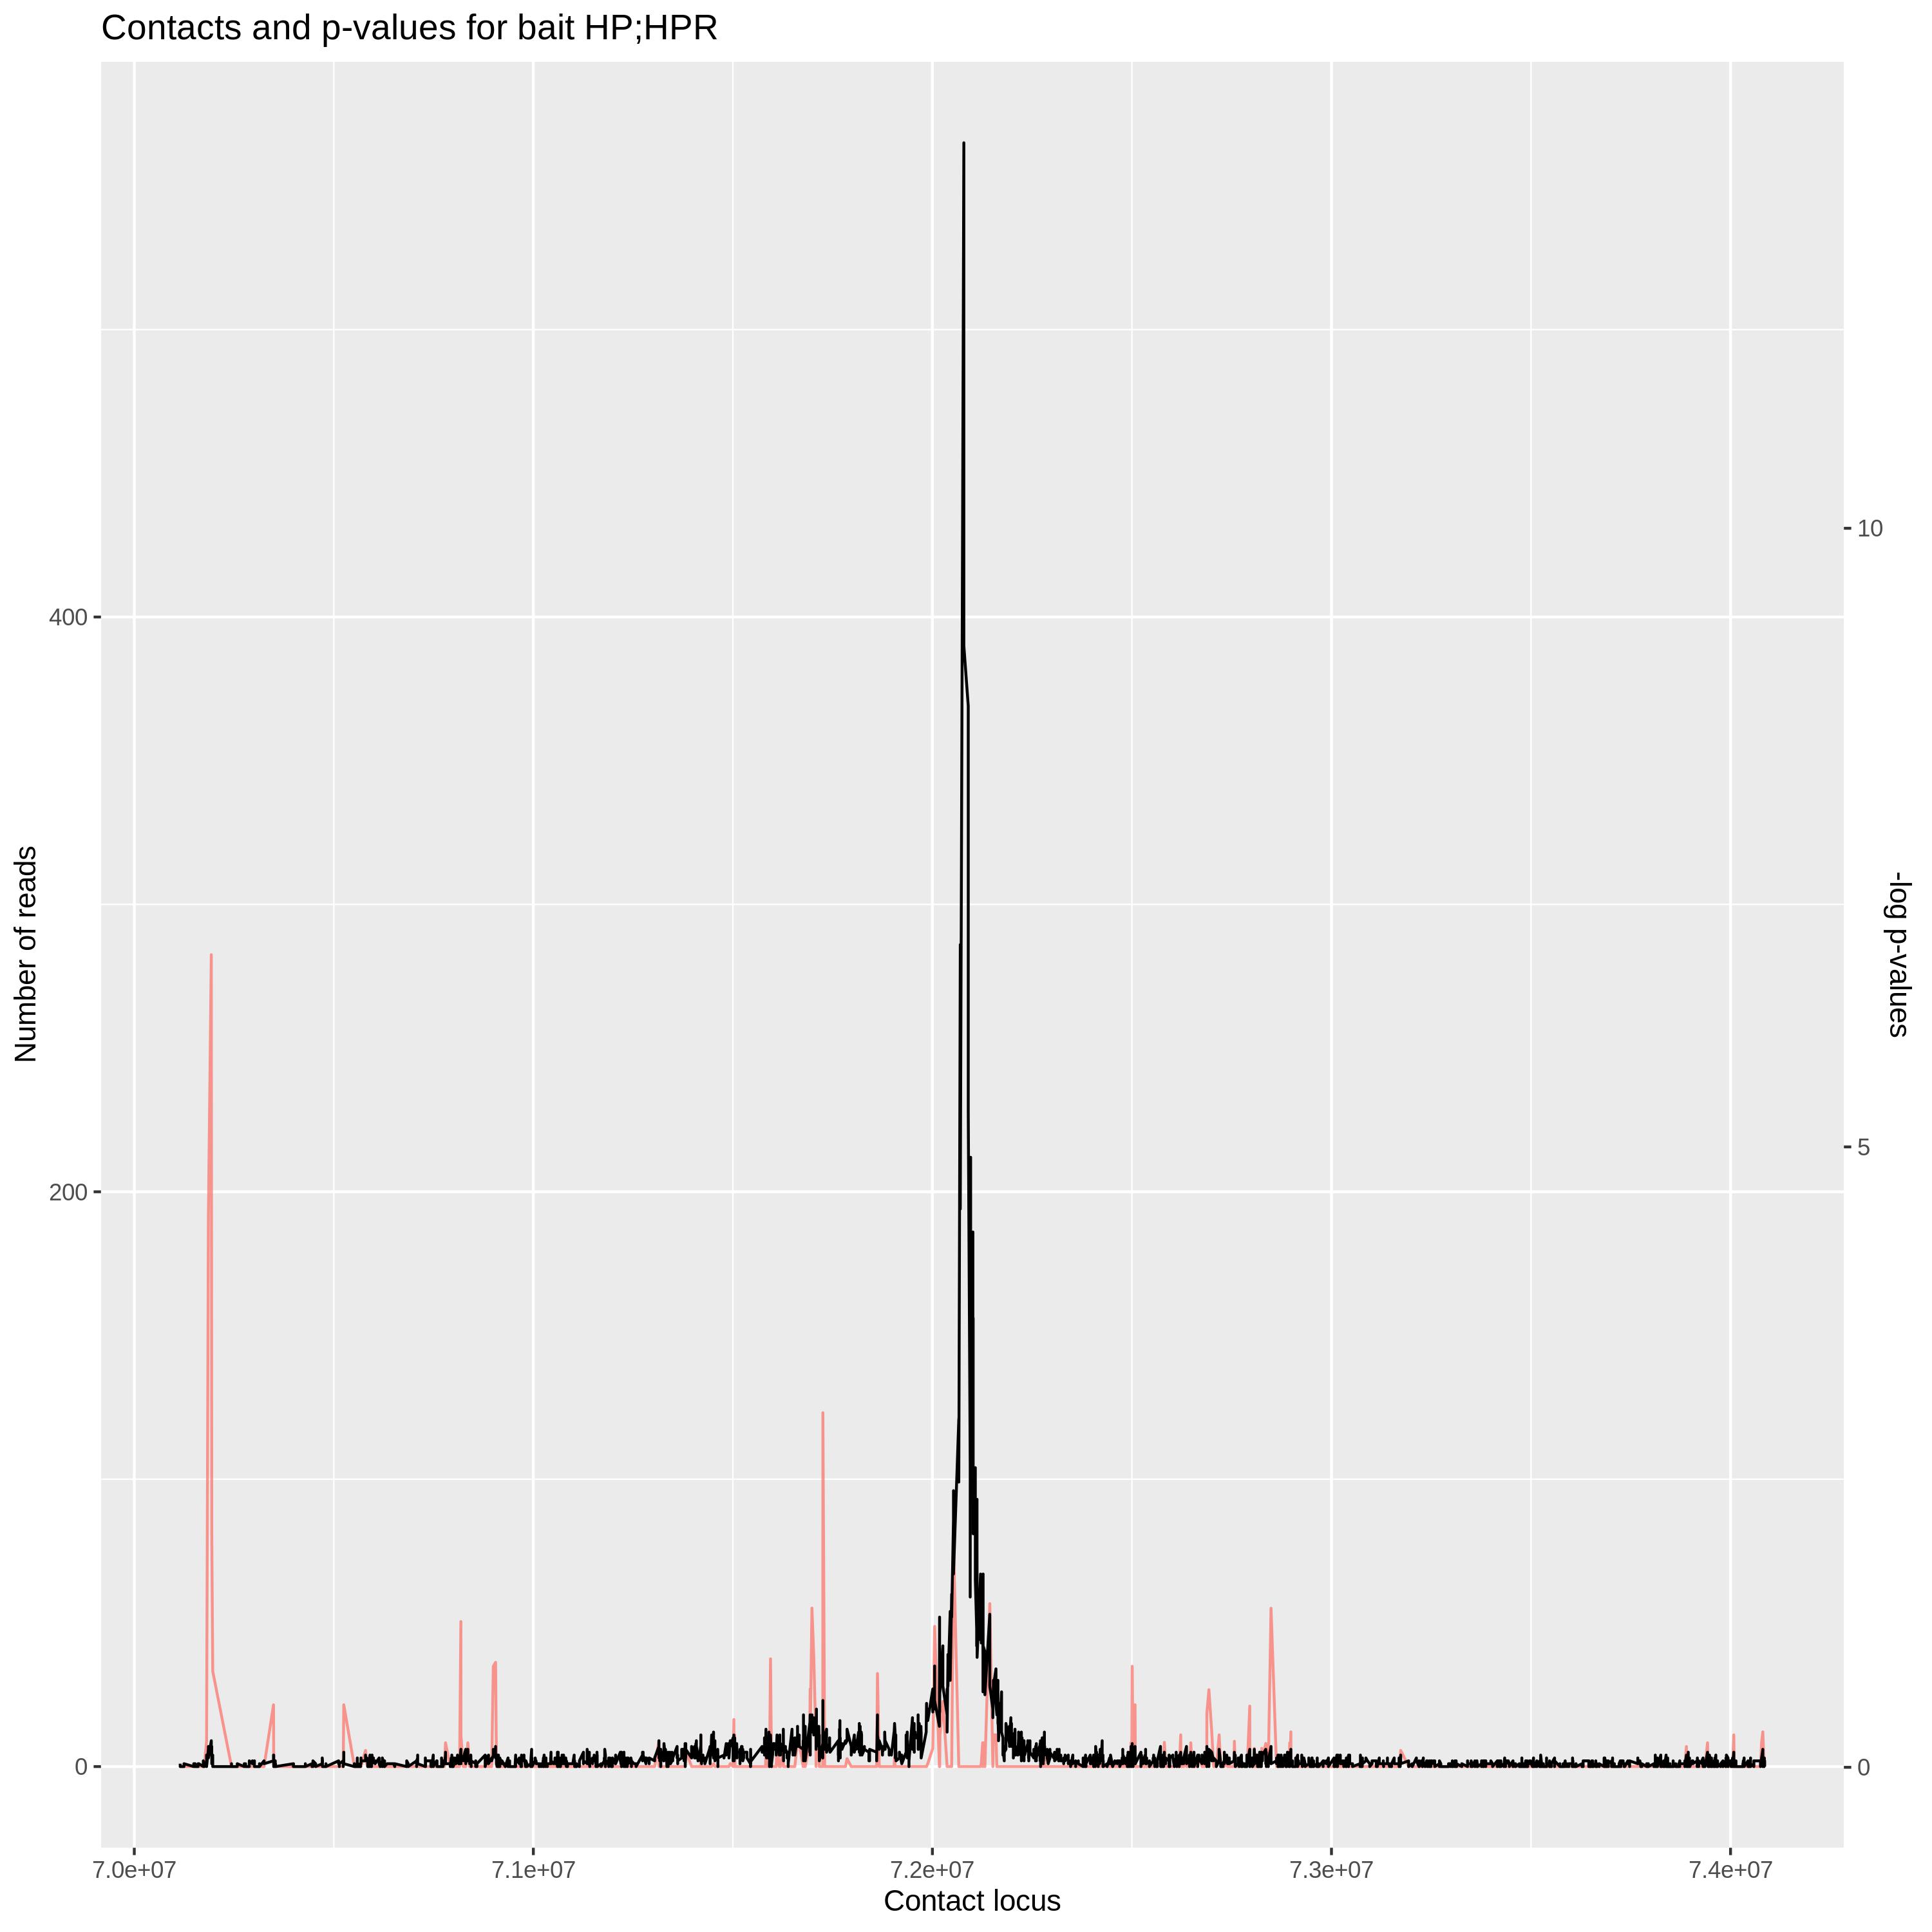 Contacts and p-values for bait HP;HPR
Number of reads
400
200
0
10
5
0
-log p-values
7.0e+07
7.1e+07
7.2e+07
7.3e+07
7.4e+07
Contact locus